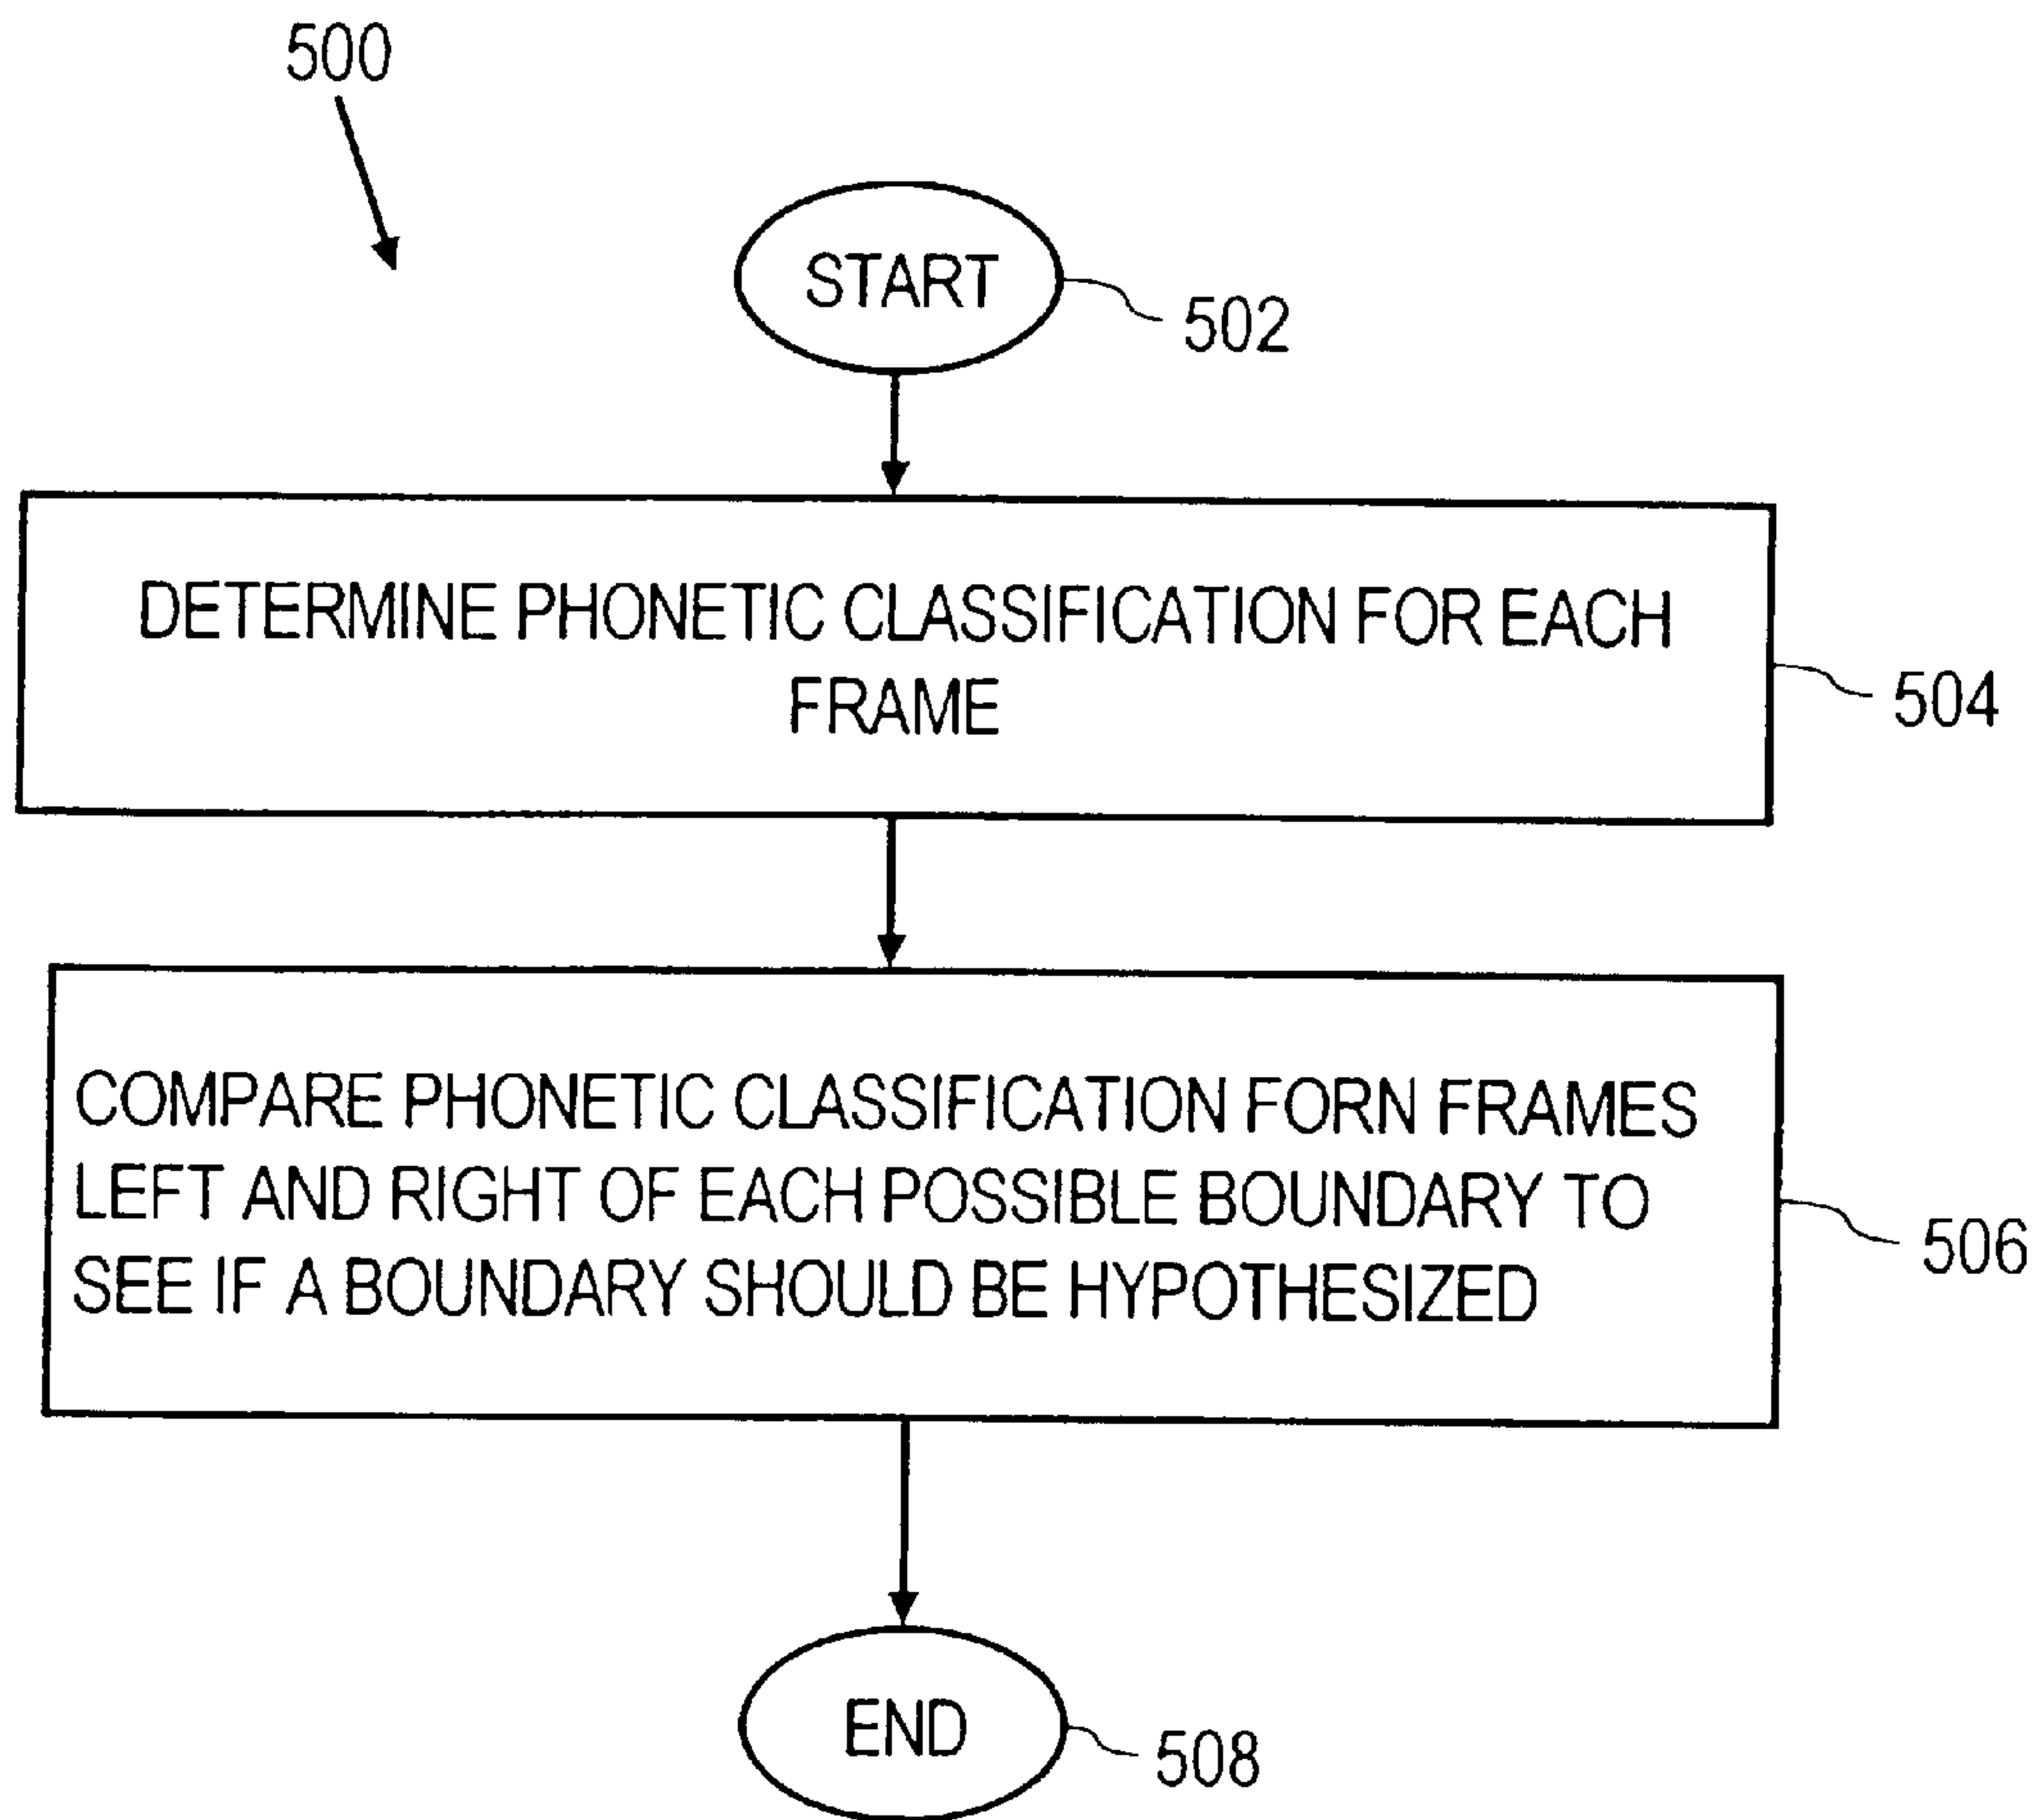 500
START
502
DETERMINE PHONETIC CLASSIFICATION FOR EACH
FRAME
504
COMPARE PHONETIC CLASSIFICATION FORN FRAMES
LEFT AND RIGHT OF EACH POSSIBLE BOUNDARY TO
SEE IF A BOUNDARY SHOULD BE HYPOTHESIZED
506
END
508